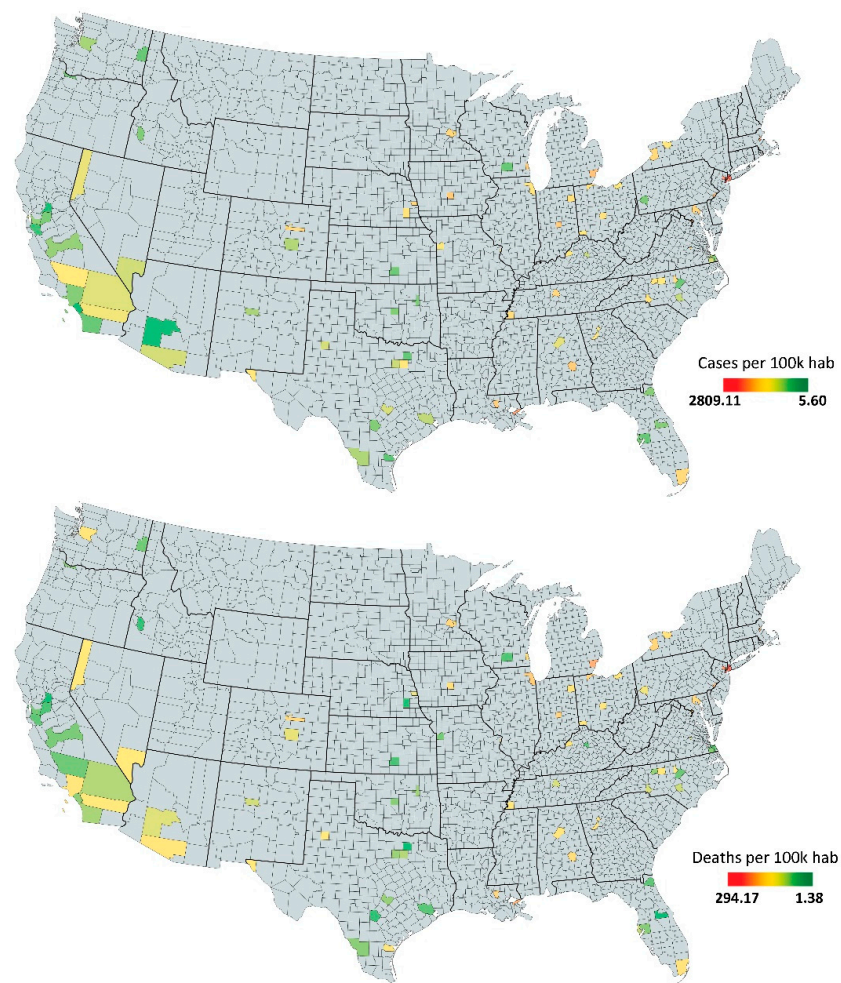 Cases per 100k hab
2809.11 5.60
Deaths per 100k hab
294.17 1.38